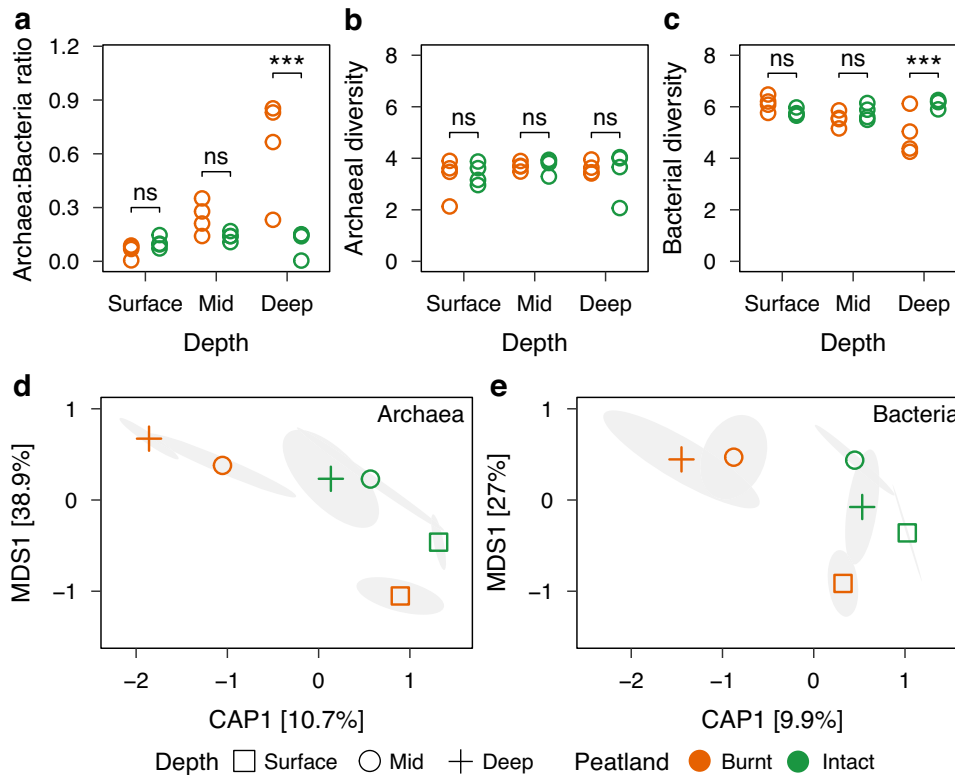 a
Archaea:Bacteria ratio
1.2
0.9
0.6
0.3
0.0
ns
ns
***
Surface Mid Deep
Depth
b
Archaeal diversity
8
6
4
2
0
ns
ns
ns
Surface Mid Deep
Depth
c
Bacterial diversity
8
6
4
2
0
ns
ns
***
Surface Mid Deep
Depth
d
Archaea
MDS1 [38.9%]
1
0
−1
−2 −1 0 1
CAP1 [10.7%]
e
Bacteria
MDS1 [27%]
1
0
−1
−2 −1 0 1
CAP1 [9.9%]
Depth Surface Mid Deep Peatland Burnt Intact